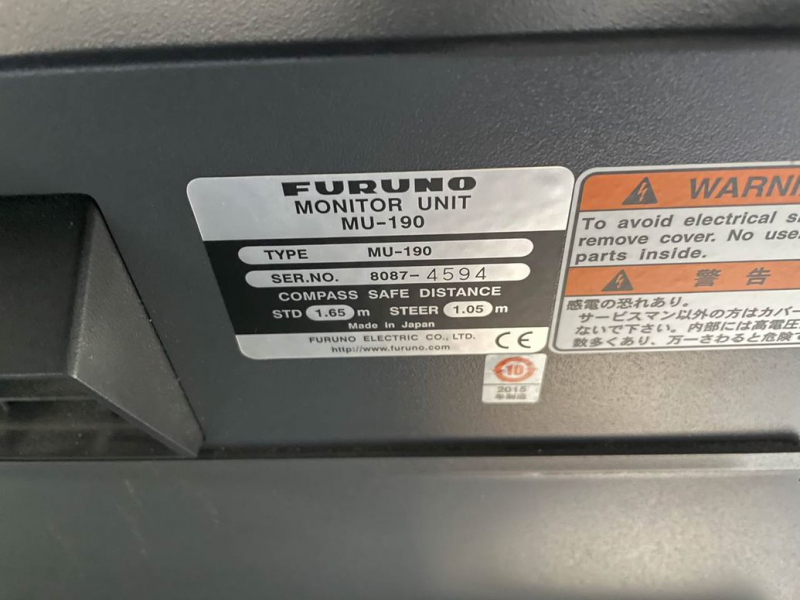 FURUNO
MONITOR UNIT
MU-190
TYPE MU-190
SER.NO. 8087-4594
COMPASS SAFE DISTANCE
STD 1.65 m STEER 1.05 m
Made in Japan
FURUNO ELECTRIC CO., LTD.
http://www.furuno.com
CE
10
2015
年制造
WARNI
To avoid electrical
remove cover. No use
parts inside.
警告
感電の恐れあり。
サービスマン以外の方はカバー
ないで下さい。内部には高電圧
数多くあり、万一さわると危険